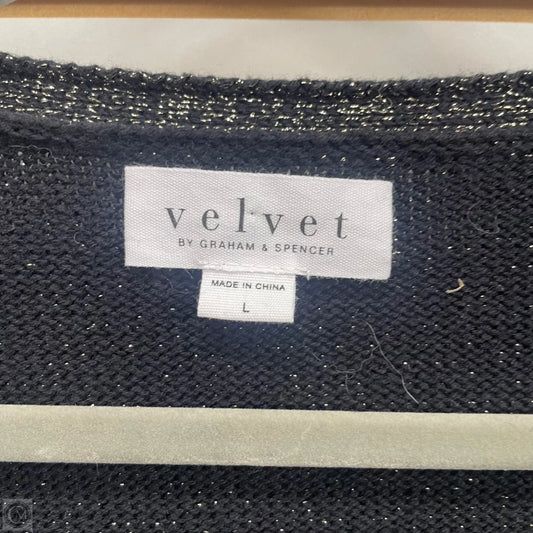 velvet
BY GRAHAM & SPENCER
MADE IN CHINA
L